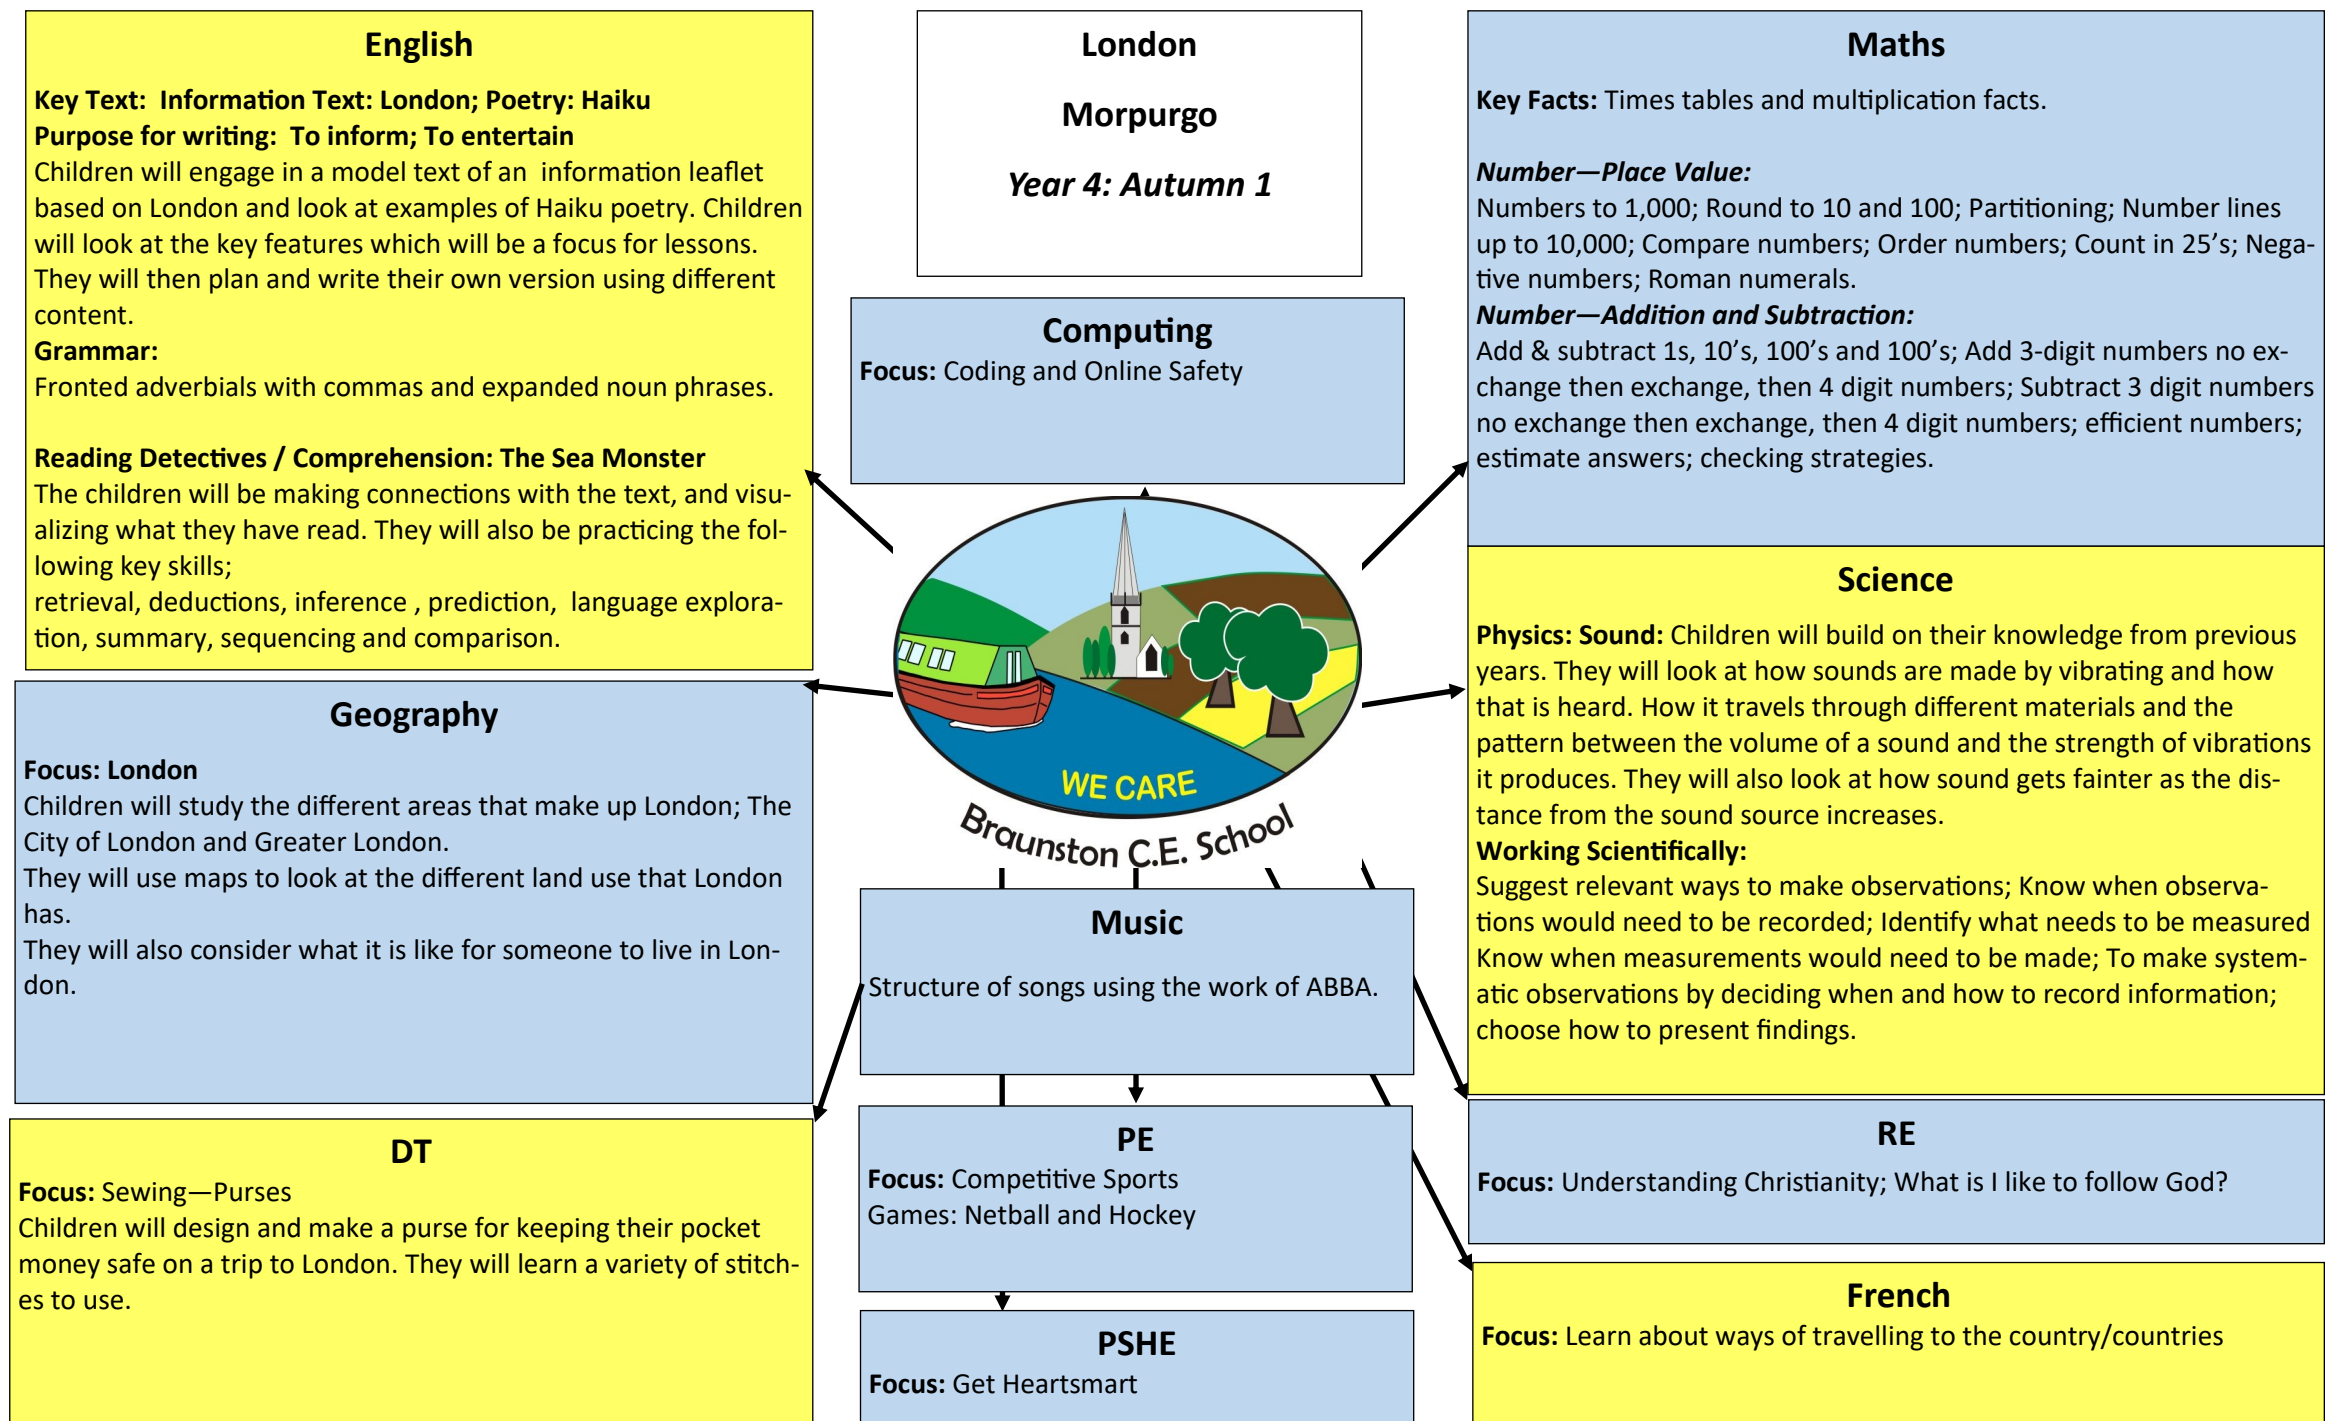 English
Key Text:  Information Text: London; Poetry: Haiku
Purpose for writing:  To inform; To entertain
Children will engage in a model text of an  information leaflet
based on London and look at examples of Haiku poetry. Children
will look at the key features which will be a focus for lessons.
They will then plan and write their own version using different
content.
Grammar:
Fronted adverbials with commas and expanded noun phrases.
Reading Detectives / Comprehension: The Sea Monster
The children will be making connections with the text, and visu-
alizing what they have read. They will also be practicing the fol-
lowing key skills;
retrieval, deductions, inference , prediction,  language explora-
tion, summary, sequencing and comparison.
London
Morpurgo
Year 4: Autumn 1
Maths
Key Facts: Times tables and multiplication facts.
Number—Place Value:
Numbers to 1,000; Round to 10 and 100; Partitioning; Number lines
up to 10,000; Compare numbers; Order numbers; Count in 25’s; Nega-
tive numbers; Roman numerals.
Number—Addition and Subtraction:
Add & subtract 1s, 10’s, 100’s and 100’s; Add 3-digit numbers no ex-
change then exchange, then 4 digit numbers; Subtract 3 digit numbers
no exchange then exchange, then 4 digit numbers; efficient numbers;
estimate answers; checking strategies.
Computing
Focus: Coding and Online Safety
WE CARE
Braunston C.E. School
Science
Physics: Sound: Children will build on their knowledge from previous
years. They will look at how sounds are made by vibrating and how
that is heard. How it travels through different materials and the
pattern between the volume of a sound and the strength of vibrations
it produces. They will also look at how sound gets fainter as the dis-
tance from the sound source increases.
Working Scientifically:
Suggest relevant ways to make observations; Know when observa-
tions would need to be recorded; Identify what needs to be measured
Know when measurements would need to be made; To make system-
atic observations by deciding when and how to record information;
choose how to present findings.
Geography
Focus: London
Children will study the different areas that make up London; The
City of London and Greater London.
They will use maps to look at the different land use that London
has.
They will also consider what it is like for someone to live in Lon-
don.
Music
Structure of songs using the work of ABBA.
DT
Focus: Sewing—Purses
Children will design and make a purse for keeping their pocket
money safe on a trip to London. They will learn a variety of stitch-
es to use.
PE
Focus: Competitive Sports
Games: Netball and Hockey
RE
Focus: Understanding Christianity; What is I like to follow God?
PSHE
Focus: Get Heartsmart
French
Focus: Learn about ways of travelling to the country/countries